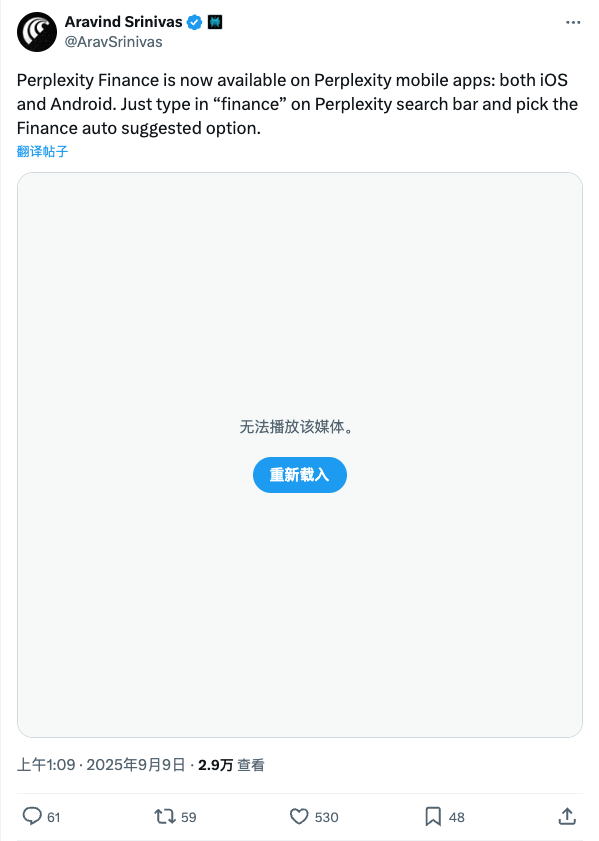 Aravind Srinivas
@AravSrinivas
Perplexity Finance is now available on Perplexity mobile apps: both iOS
and Android. Just type in “finance” on Perplexity search bar and pick the
Finance auto suggested option.
翻译帖子
无法播放该媒体。
重新载入
上午1:09 · 2025年9月9日 · 2.9万 查看
61 59 530 48